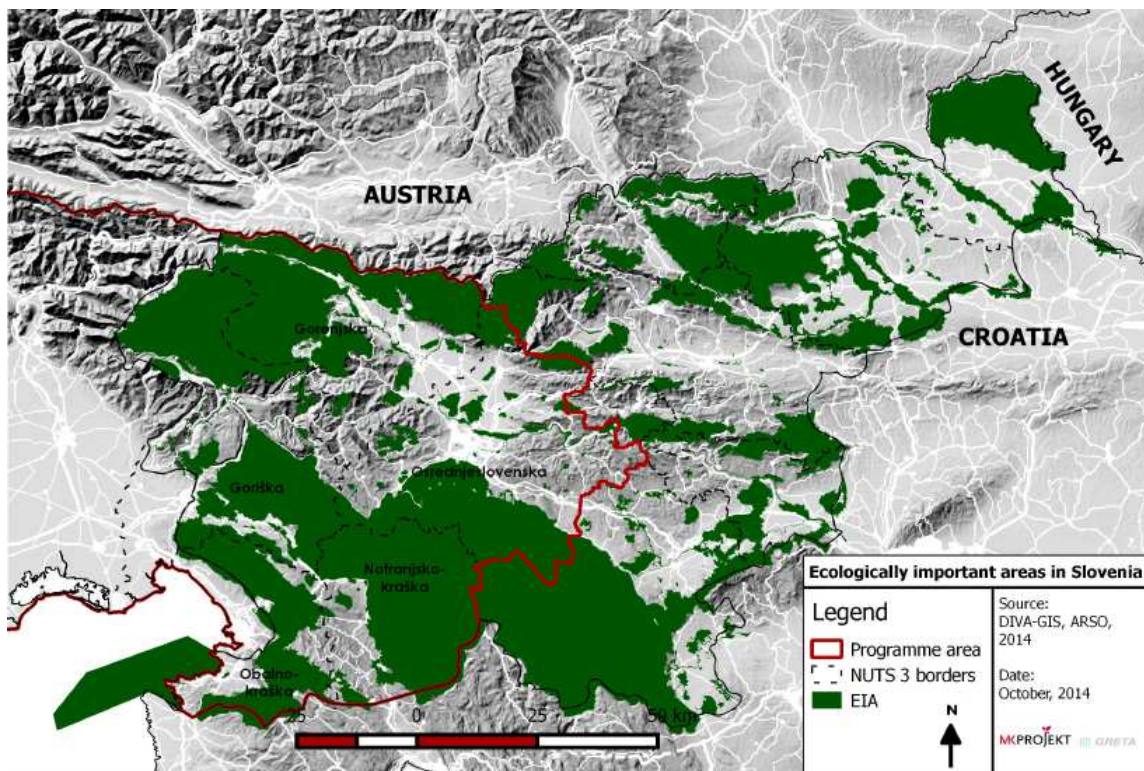 HUNGARY
AUSTRIA
CROATIA
Gorenjska
Osrednjeslovenska
Goriška
Notranjsko-
kraška
Obalno-
kraška
25 0 25 50 km
Ecologically important areas in Slovenia
Legend
Programme area
NUTS 3 borders
EIA
Source:
DIVA-GIS, ARSO,
2014
Date:
October, 2014
N
MKPROJEKT GRETA